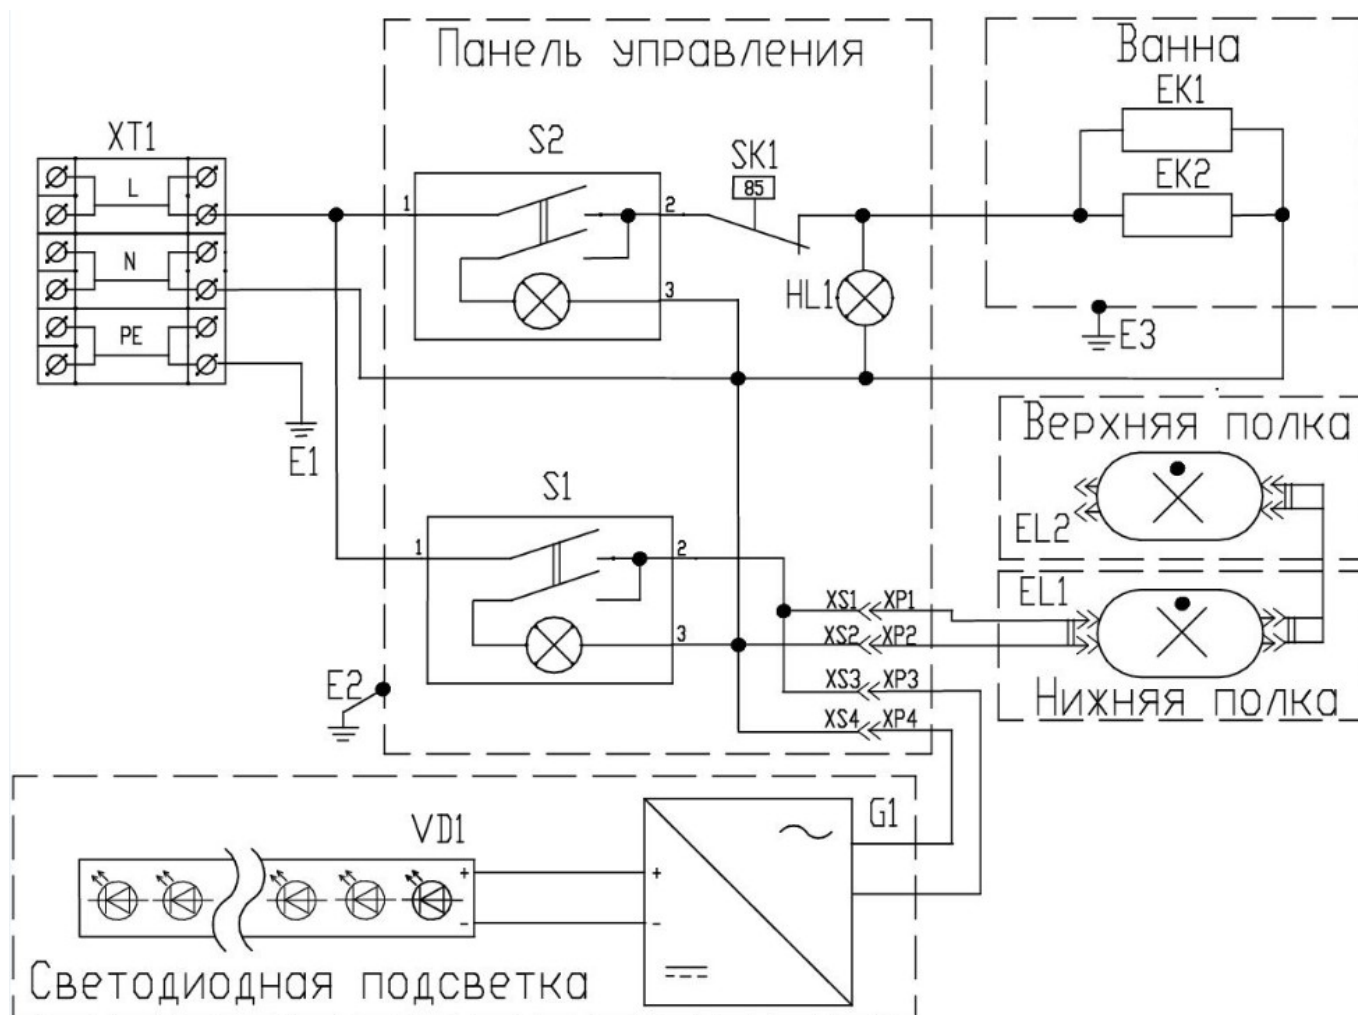 Панель управления
Ванна
EK1
XT1
S2
SK1
EK2
85
L
1
2
N
HL1
3
PE
E3
E1
Верхняя полка
S1
EL2
1
2
EL1
XS1
XP1
3
XS2
XP2
E2
XS3
XP3
Нижняя полка
XS4
XP4
VD1
G1
+
+
-
-
Светодиодная подсветка